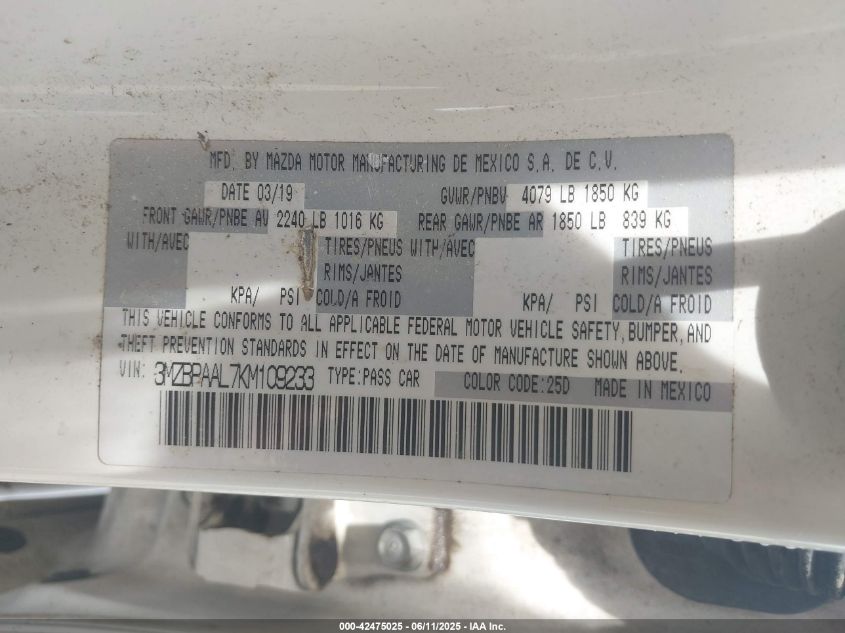 MFD. BY MAZDA MOTOR MANUFACTURING DE MEXICO S.A. DE C.V.
DATE 03/19 GVWR/PNBV 4079 LB 1850 KG
FRONT GAWR/PNBE AV 2240 LB 1016 KG REAR GAWR/PNBE AR 1850 LB 839 KG
WITH/AVEC TIRES/PNEUS WITH/AVEC TIRES/PNEUS
RIMS/JANTES RIMS/JANTES
KPA/ PSI COLD/A FROID KPA/ PSI COLD/A FROID
THIS VEHICLE CONFORMS TO ALL APPLICABLE FEDERAL MOTOR VEHICLE SAFETY, BUMPER, AND
THEFT PREVENTION STANDARDS IN EFFECT ON THE DATE OF MANUFACTURE SHOWN ABOVE.
VIN: 3MZBPAAL7KM109233 TYPE: PASS CAR COLOR CODE: 25D MADE IN MEXICO
000-42475025 - 06/11/2025 - IAA Inc.